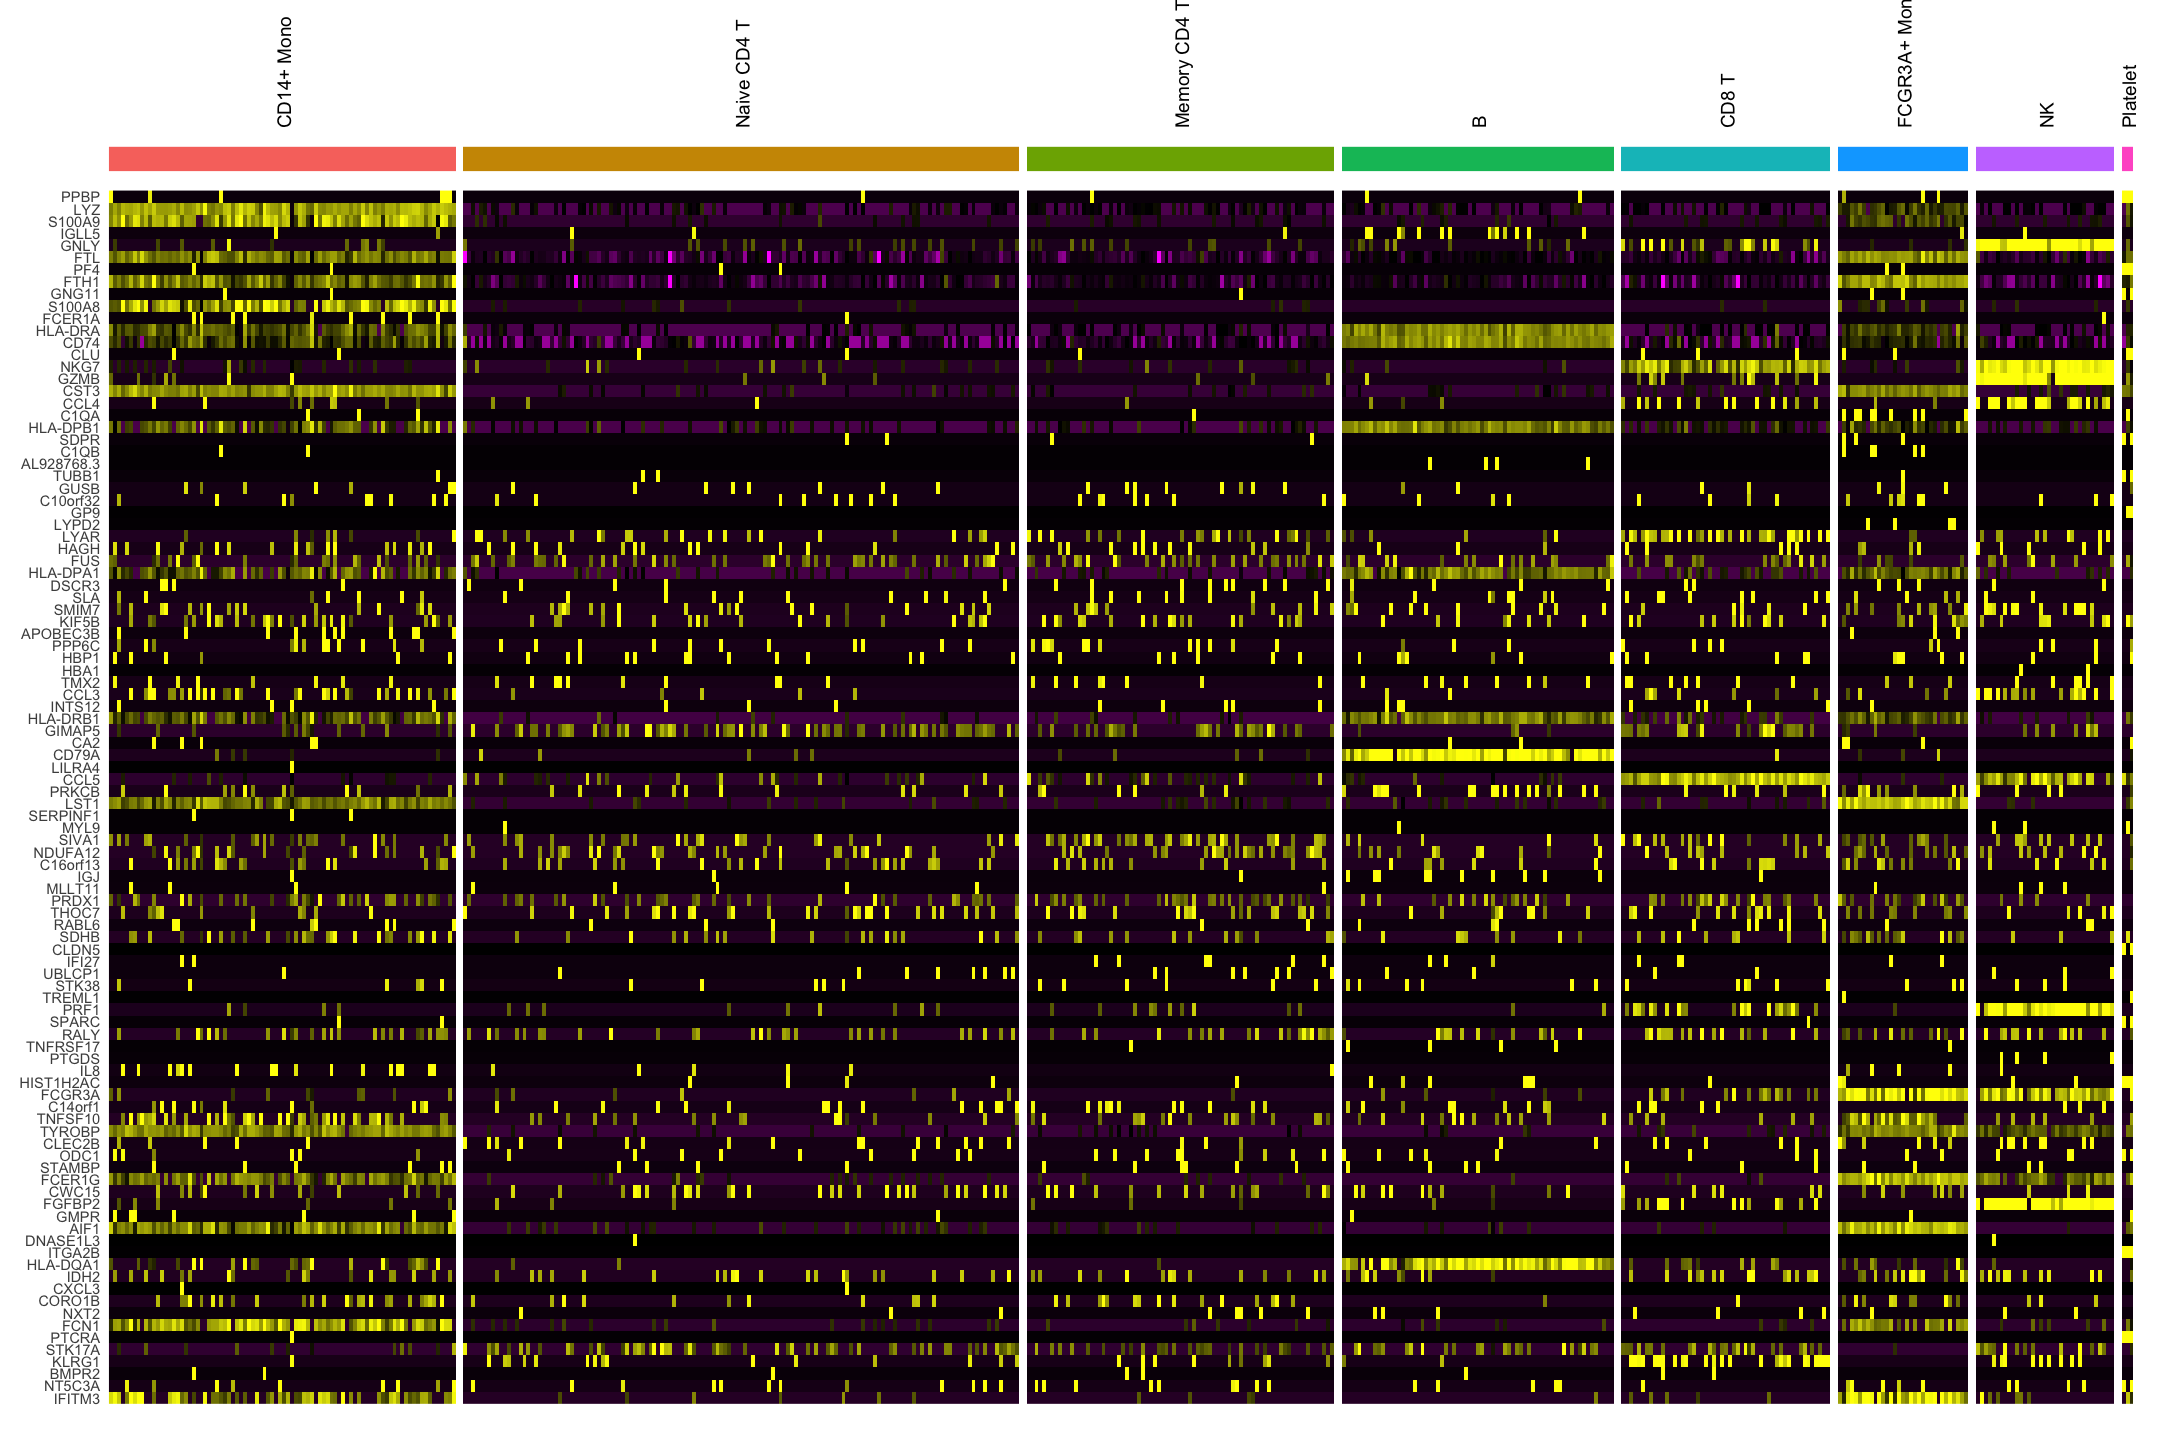 CD14+ Mono
Naive CD4 T
Memory CD4 T
B
CD8 T
FCGR3A+ Mon
NK
Platelet
PPBP
LYZ
S100A9
IGLL5
GNLY
FTL
PF4
FTH1
GNG11
S100A8
FCER1A
HLA-DRA
CD74
CLU
NKG7
GZMB
CST3
CCL4
C1QA
HLA-DPB1
SDPR
C1QB
AL928768.3
TUBB1
GUSB
C10orf32
GP9
LYPD2
LYAR
HAGH
FUS
HLA-DPA1
DSCR3
SLA
SMIM7
KIF5B
APOBEC3B
PPP6C
HBP1
HBA1
TMX2
CCL3
INTS12
HLA-DRB1
GIMAP5
CA2
CD79A
LILRA4
CCL5
PRKCB
LST1
SERPINF1
MYL9
SIVA1
NDUFA12
C16orf13
IGJ
MLLT11
PRDX1
THOC7
RABL6
SDHB
CLDN5
IFI27
UBLCP1
STK38
TREML1
PRF1
SPARC
RALY
TNFRSF17
PTGDS
IL8
HIST1H2AC
FCGR3A
C14orf1
TNFSF10
TYROBP
CLEC2B
ODC1
STAMBP
FCER1G
CWC15
FGFBP2
GMPR
AIF1
DNASE1L3
ITGA2B
HLA-DQA1
IDH2
CXCL3
CORO1B
NXT2
FCN1
PTCRA
STK17A
KLRG1
BMPR2
NT5C3A
IFITM3